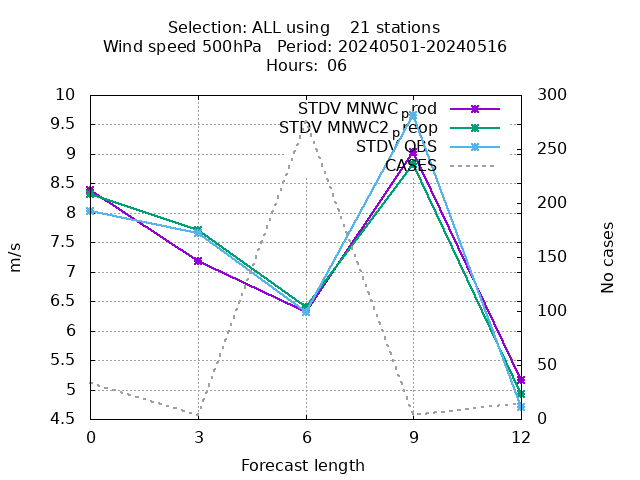 Selection: ALL using    21 stations
Wind speed 500hPa   Period: 20240501-20240516
Hours: 06
10
9.5
9
8.5
8
7.5
7
6.5
6
5.5
5
4.5
m/s
300
250
200
150
100
50
0
No cases
STDV MNWC_prod
STDV MNWC2_preop
STDV OBS
CASES
0 3 6 9 12
Forecast length